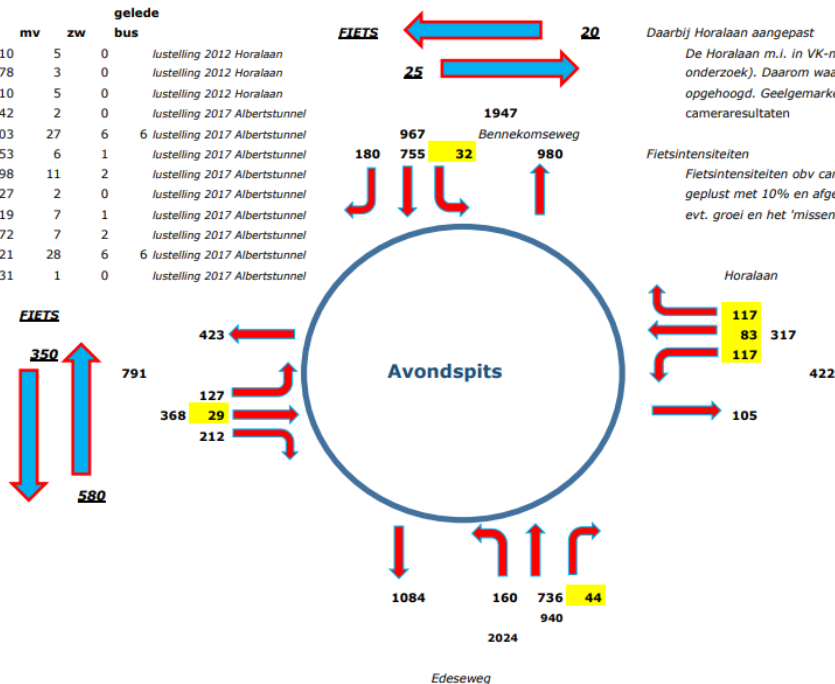 gelede
mv zw bus
10 5 0 lustelling 2012 Horalaan
78 3 0 lustelling 2012 Horalaan
10 5 0 lustelling 2012 Horalaan
42 2 0 lustelling 2017 Albertstunnel
03 27 6 6 lustelling 2017 Albertstunnel
53 6 1 lustelling 2017 Albertstunnel
98 11 2 lustelling 2017 Albertstunnel
27 2 0 lustelling 2017 Albertstunnel
19 7 1 lustelling 2017 Albertstunnel
72 7 2 lustelling 2017 Albertstunnel
21 28 6 6 lustelling 2017 Albertstunnel
31 1 0 lustelling 2017 Albertstunnel
FIETS 20
25
Daarbij Horalaan aangepast
De Horalaan m.i. in VK-m
onderzoek). Daarom waa
opgehoogd. Geelgemarke
cameraresultaten
Fietsintensiteiten
Fietsintensiteiten obv can
geplust met 10% en afge
evt. groei en het 'missen
1947
967 Bennekomseweg
180 755 32 980
Horalaan
117
83 317
117
422
105
FIETS
350
580
423
791
127
368 29
212
Avondspits
1084 160 736 44
940
2024
Edeseweg